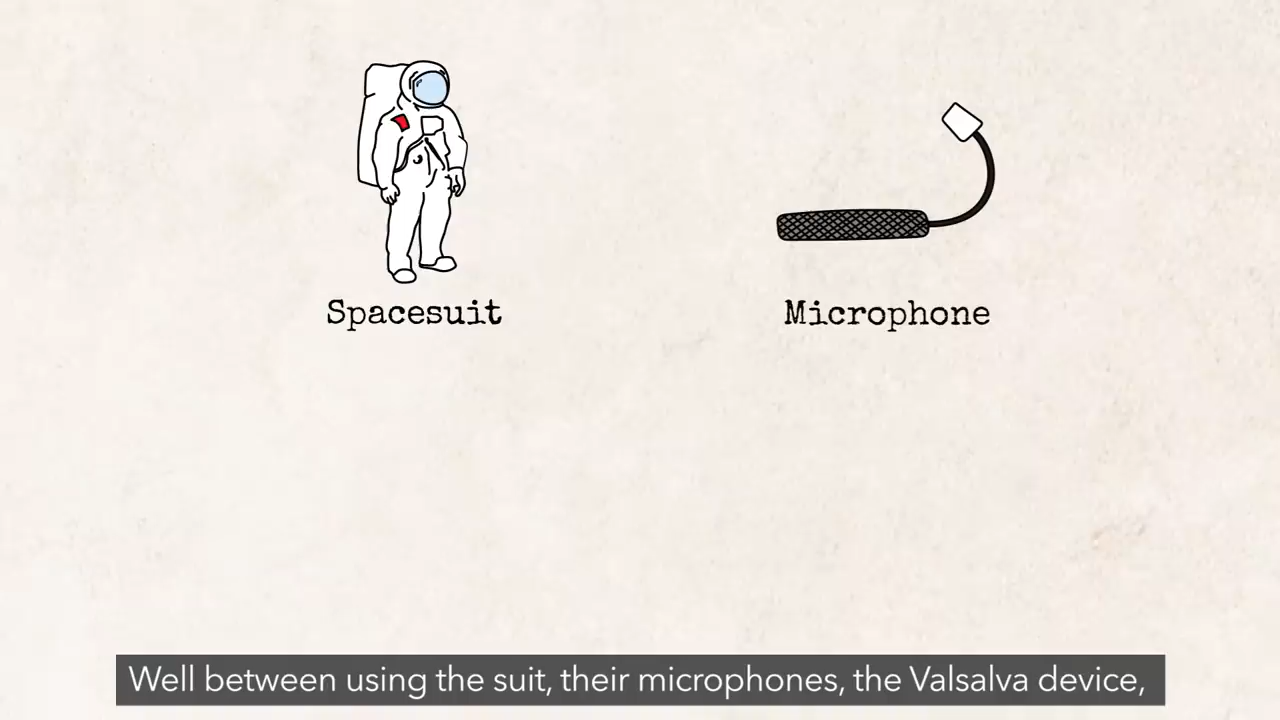 Spacesuit
Microphone
Well between using the suit, their microphones, the Valsalva device,